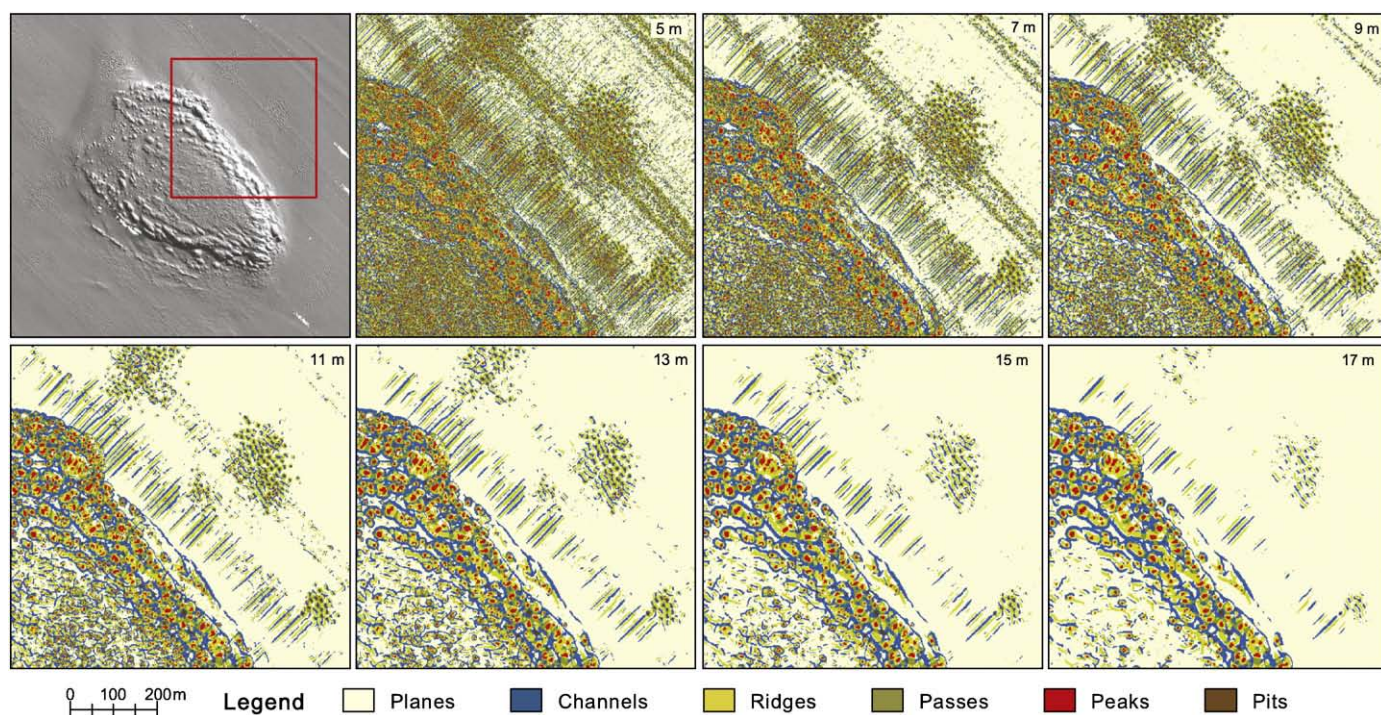 5 m
7 m
9 m
11 m
13 m
15 m
17 m
0 100 200m
Legend
Planes
Channels
Ridges
Passes
Peaks
Pits